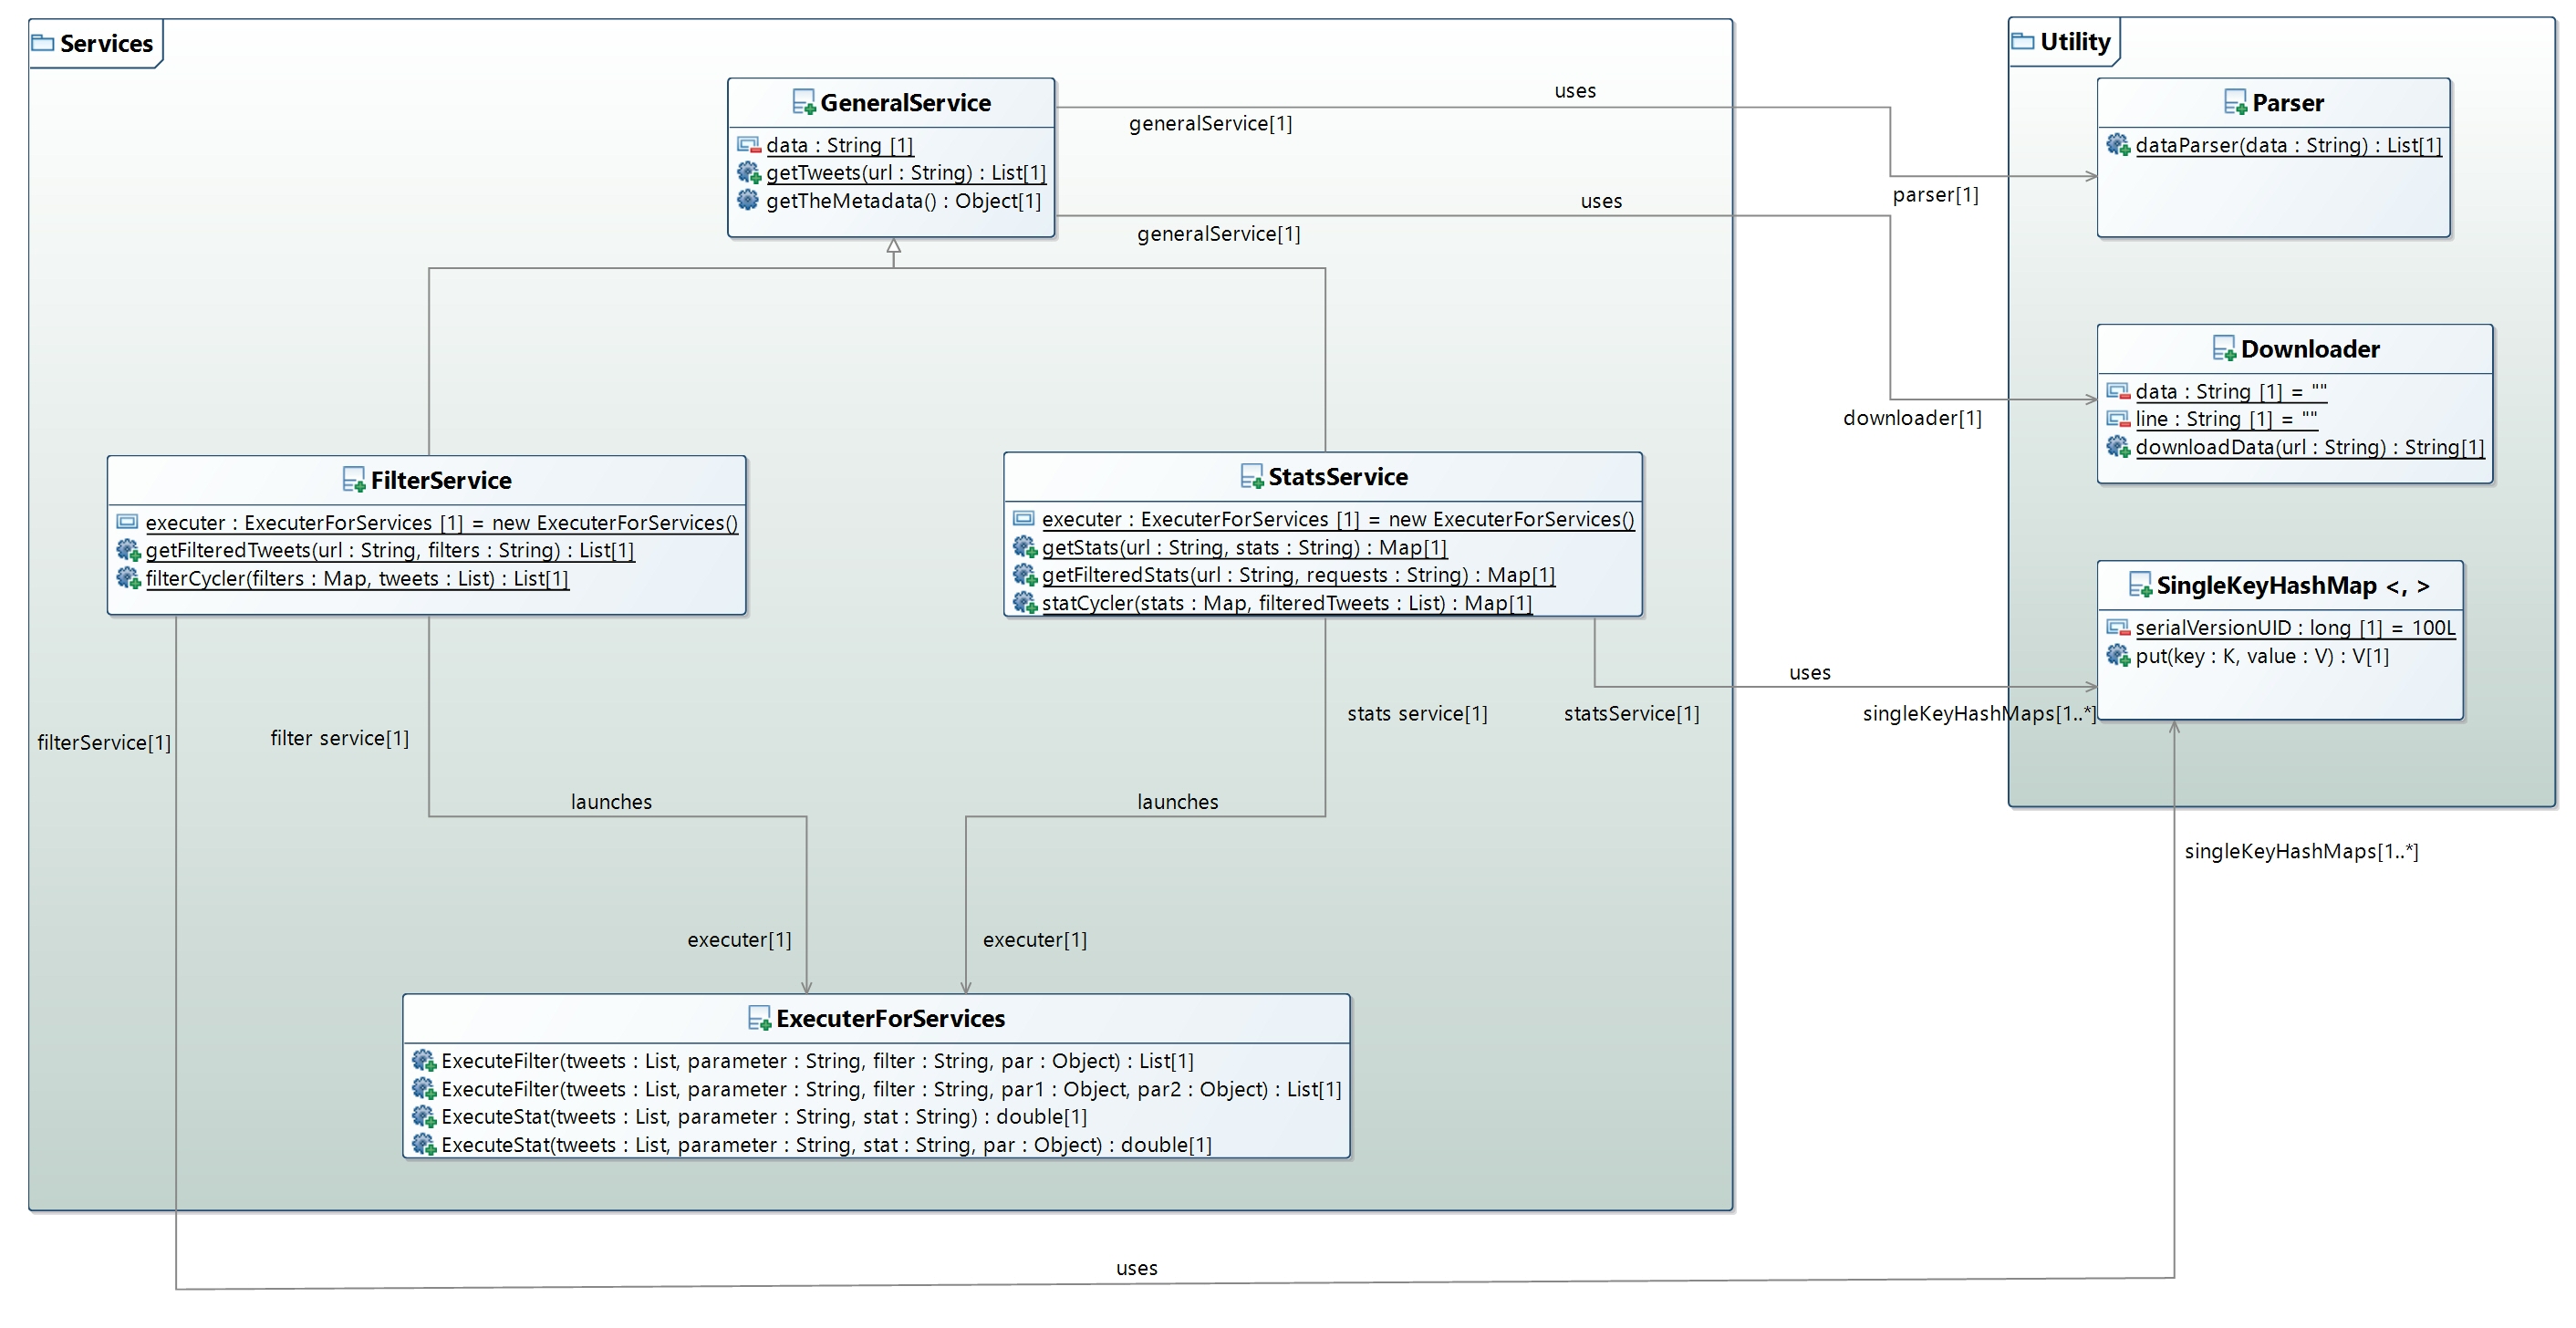 Services
GeneralService
data : String [1]
getTweets(url : String) : List[1]
getTheMetadata() : Object[1]
uses
generalService[1]
parser[1]
uses
generalService[1]
downloader[1]
Utility
Parser
dataParser(data : String) : List[1]
Downloader
data : String [1] = ""
line : String [1] = ""
downloadData(url : String) : String[1]
SingleKeyHashMap <, >
serialVersionUID : long [1] = 100L
put(key : K, value : V) : V[1]
FilterService
executer : ExecuterForServices [1] = new ExecuterForServices()
getFilteredTweets(url : String, filters : String) : List[1]
filterCycler(filters : Map, tweets : List) : List[1]
StatsService
executer : ExecuterForServices [1] = new ExecuterForServices()
getStats(url : String, stats : String) : Map[1]
getFilteredStats(url : String, requests : String) : Map[1]
statCycler(stats : Map, filteredTweets : List) : Map[1]
uses
filterService[1]
filter service[1]
stats service[1]
statsService[1]
singleKeyHashMaps[1..*]
launches
launches
singleKeyHashMaps[1..*]
executer[1]
executer[1]
ExecuterForServices
ExecuteFilter(tweets : List, parameter : String, filter : String, par : Object) : List[1]
ExecuteFilter(tweets : List, parameter : String, filter : String, par1 : Object, par2 : Object) : List[1]
ExecuteStat(tweets : List, parameter : String, stat : String) : double[1]
ExecuteStat(tweets : List, parameter : String, stat : String, par : Object) : double[1]
uses